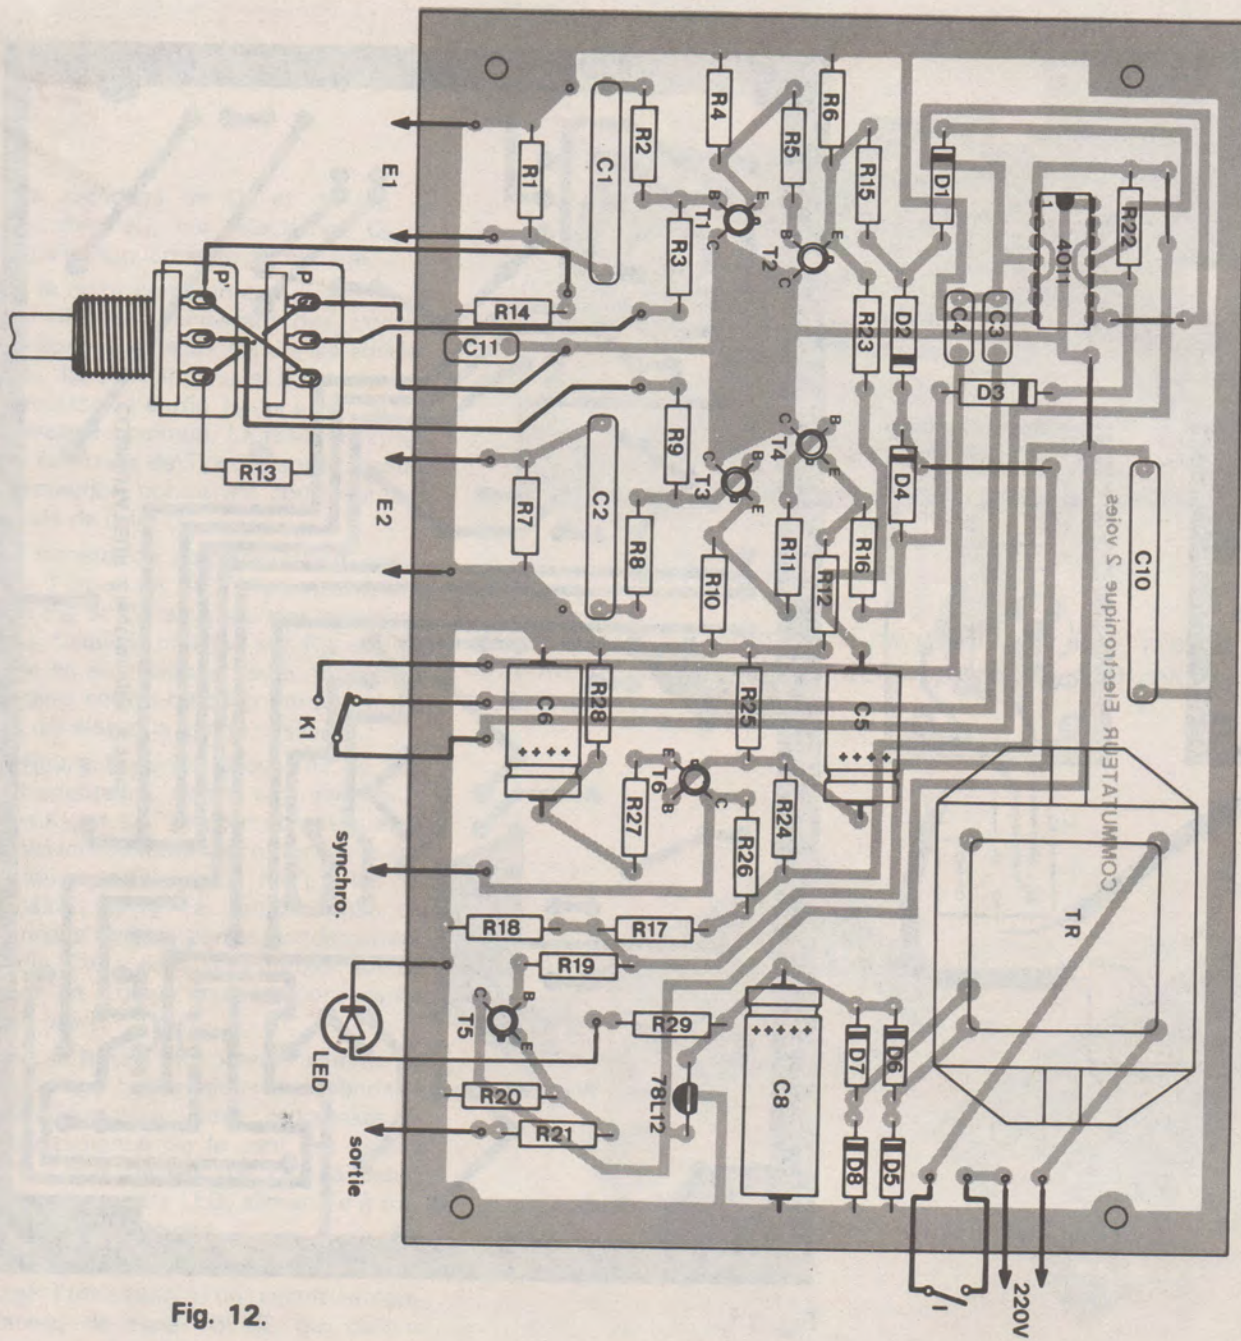 R4
R6
R2
R5
E1
R1
C1
B
E
R15
D1
1
R22
T1
E
4011
C
B
R3
T2
P'
P
C
R14
D2
C4
C3
R23
C11
D3
R9
C
B
T4
R13
E2
C
B
E
D4
T3
R7
C2
E
COMMUTATEUR Electronique 2 voies
R8
R11
R16
C10
R10
R12
K1
C6
R28
R25
C5
++++
+++
E
T6
B
C
R27
R24
R26
synchro.
TR
R18
R17
R19
C
B
T5
E
R29
+++++
LED
D7
D6
C8
78L12
R20
R21
sortie
D8
D5
I
220V
Fig. 12.